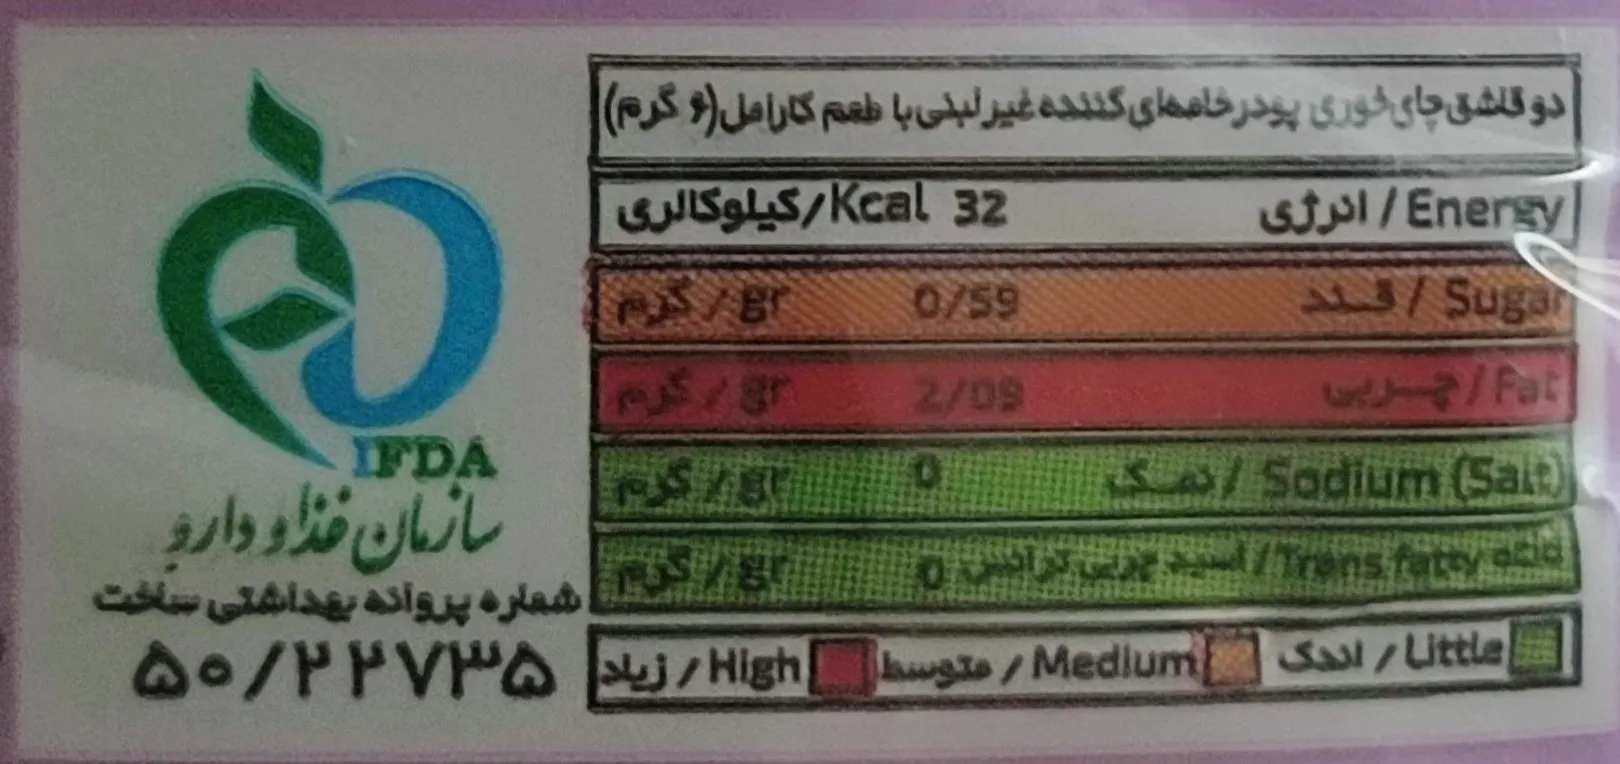 دو قاشق چای‌خوری پودر خامه‌ای کننده غیر لبنی با طعم کارامل (۶ گرم)
انرژی / Energy 32 کیلوکالری/Kcal
قند / Sugar 0/59 گرم / gr
چربی / Fat 2/09 گرم / gr
نمک / Sodium (Salt) 0 گرم / gr
اسید چربی ترانس / Trans fatty acid 0 گرم / gr
اندک / Little متوسط / Medium زیاد / High
IFDA
سازمان غذا و دارو
شماره پروانه بهداشتی ساخت
۵۰/۲۲۷۳۵